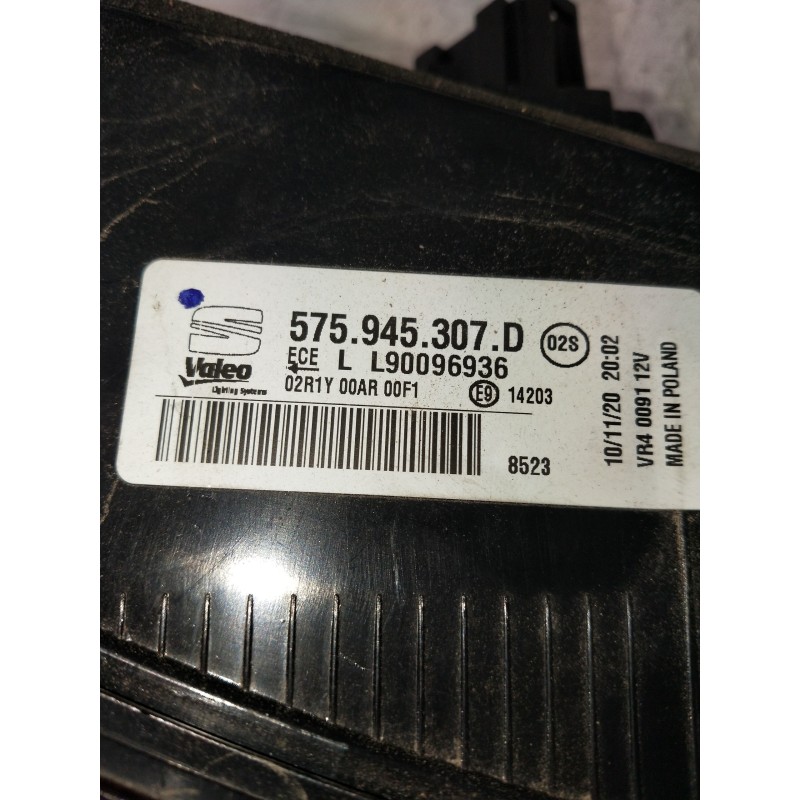 575.945.307.D 02S
Valeo ECE L L90096936
Lighting Systems 02R1Y 00AR 00F1 E9 14203
8523
10/11/20 20:02
VR4 0091 12V
MADE IN POLAND